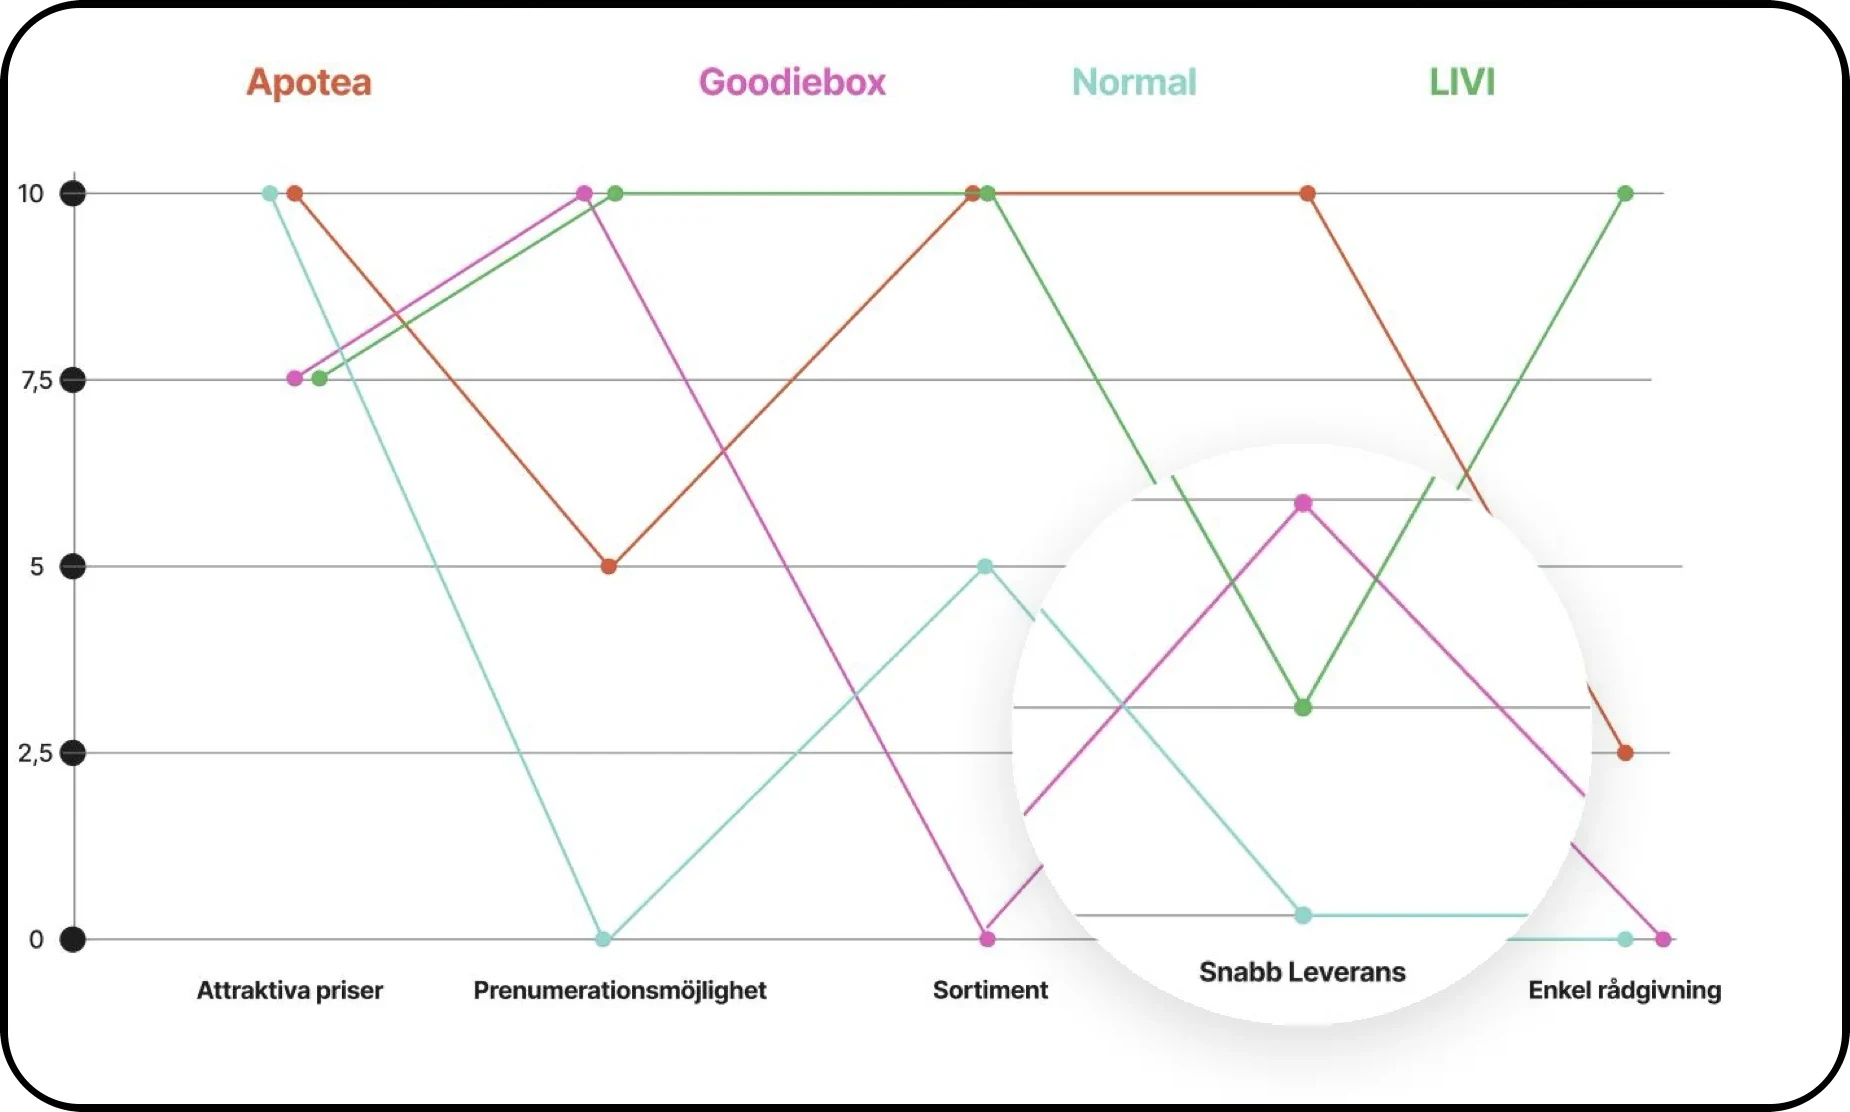 Apotea Goodiebox Normal LIVI
10
7,5
5
2,5
0
Attraktiva priser Prenumerationsmöjlighet Sortiment Snabb Leverans Enkel rådgivning